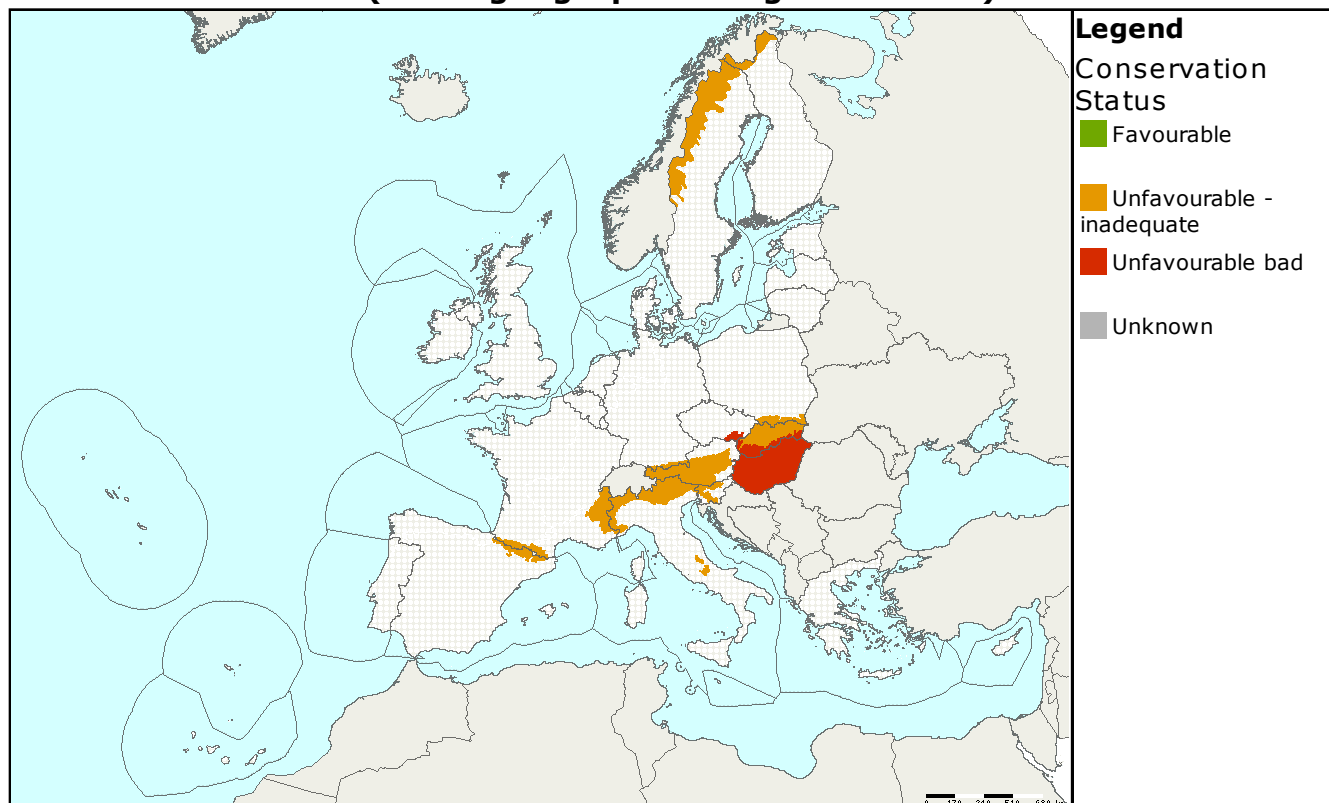 Legend
Conservation
Status
Favourable
Unfavourable -
inadequate
Unfavourable bad
Unknown